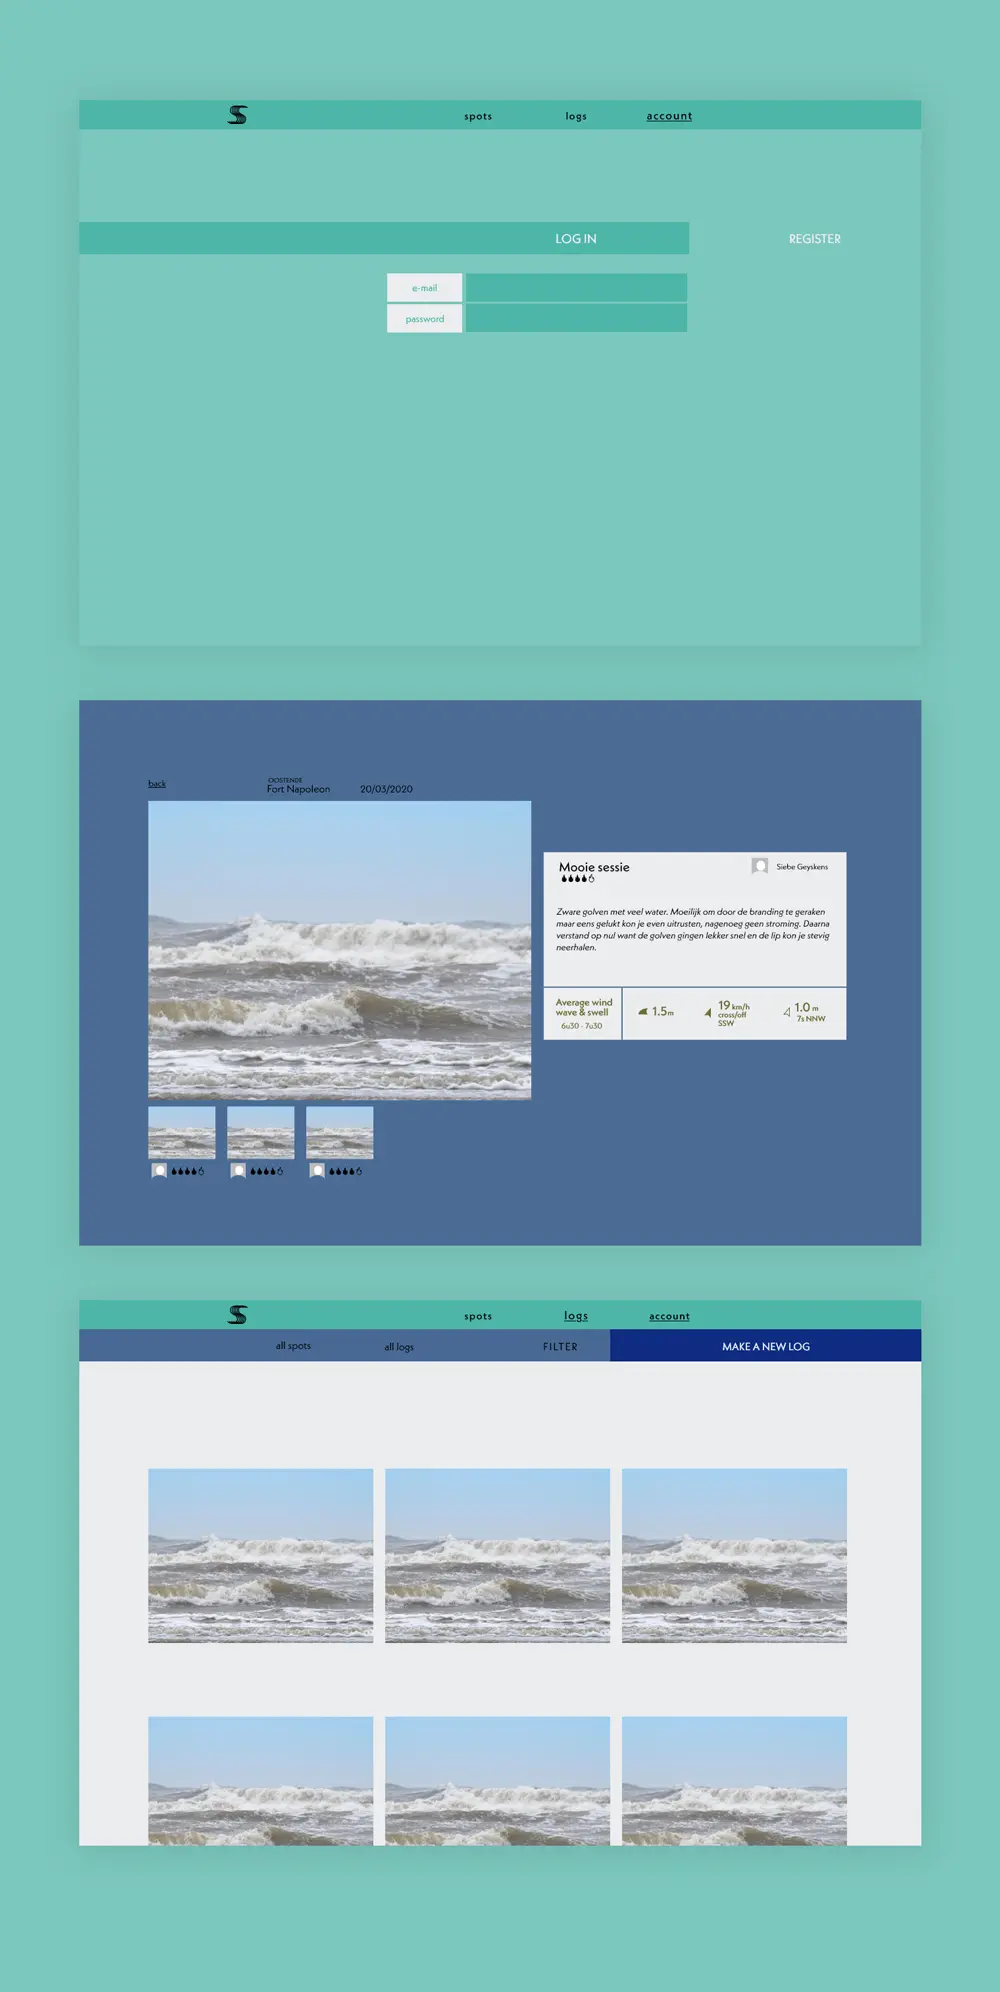 spots logs account
LOG IN REGISTER
e-mail
password
back
OOSTENDE
Fort Napoleon 20/03/2020
Mooie sessie
Siebe Geyskens
Zware golven met veel water. Moeilijk om door de branding te geraken
maar eens gelukt kon je even uitrusten, nagenoeg geen stroming. Daarna
verstand op nul want de golven gingen lekker snel en de lip kon je stevig
neerhalen.
Average wind
wave & swell
6u30 - 7u30
1.5m
19 km/h
cross/off
SSW
1.0 m
7s NNW
spots logs account
all spots all logs FILTER MAKE A NEW LOG